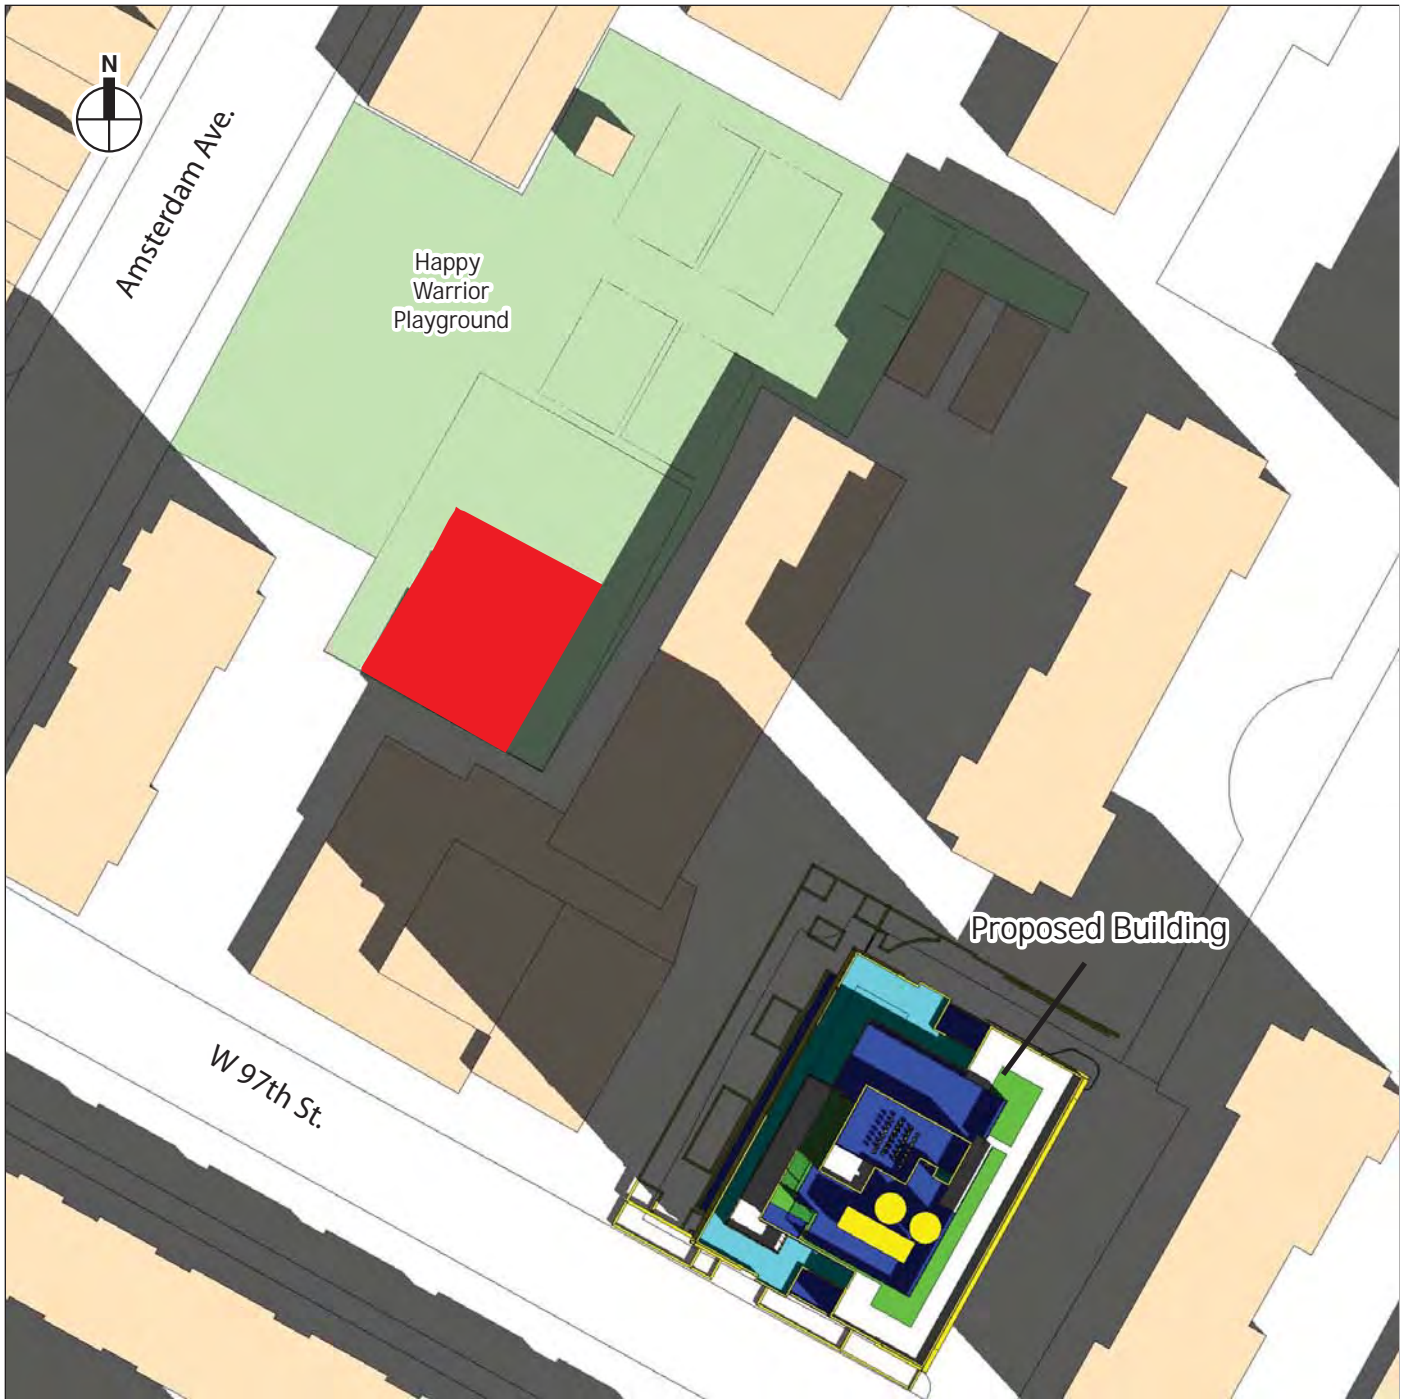 N
Amsterdam Ave.
Happy
Warrior
Playground
Proposed Building
W 97th St.